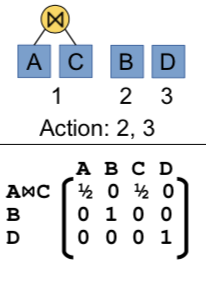 ⋈
A C B D
1 2 3
Action: 2, 3
A B C D
A⋈C ½ 0 ½ 0
B 0 1 0 0
D 0 0 0 1